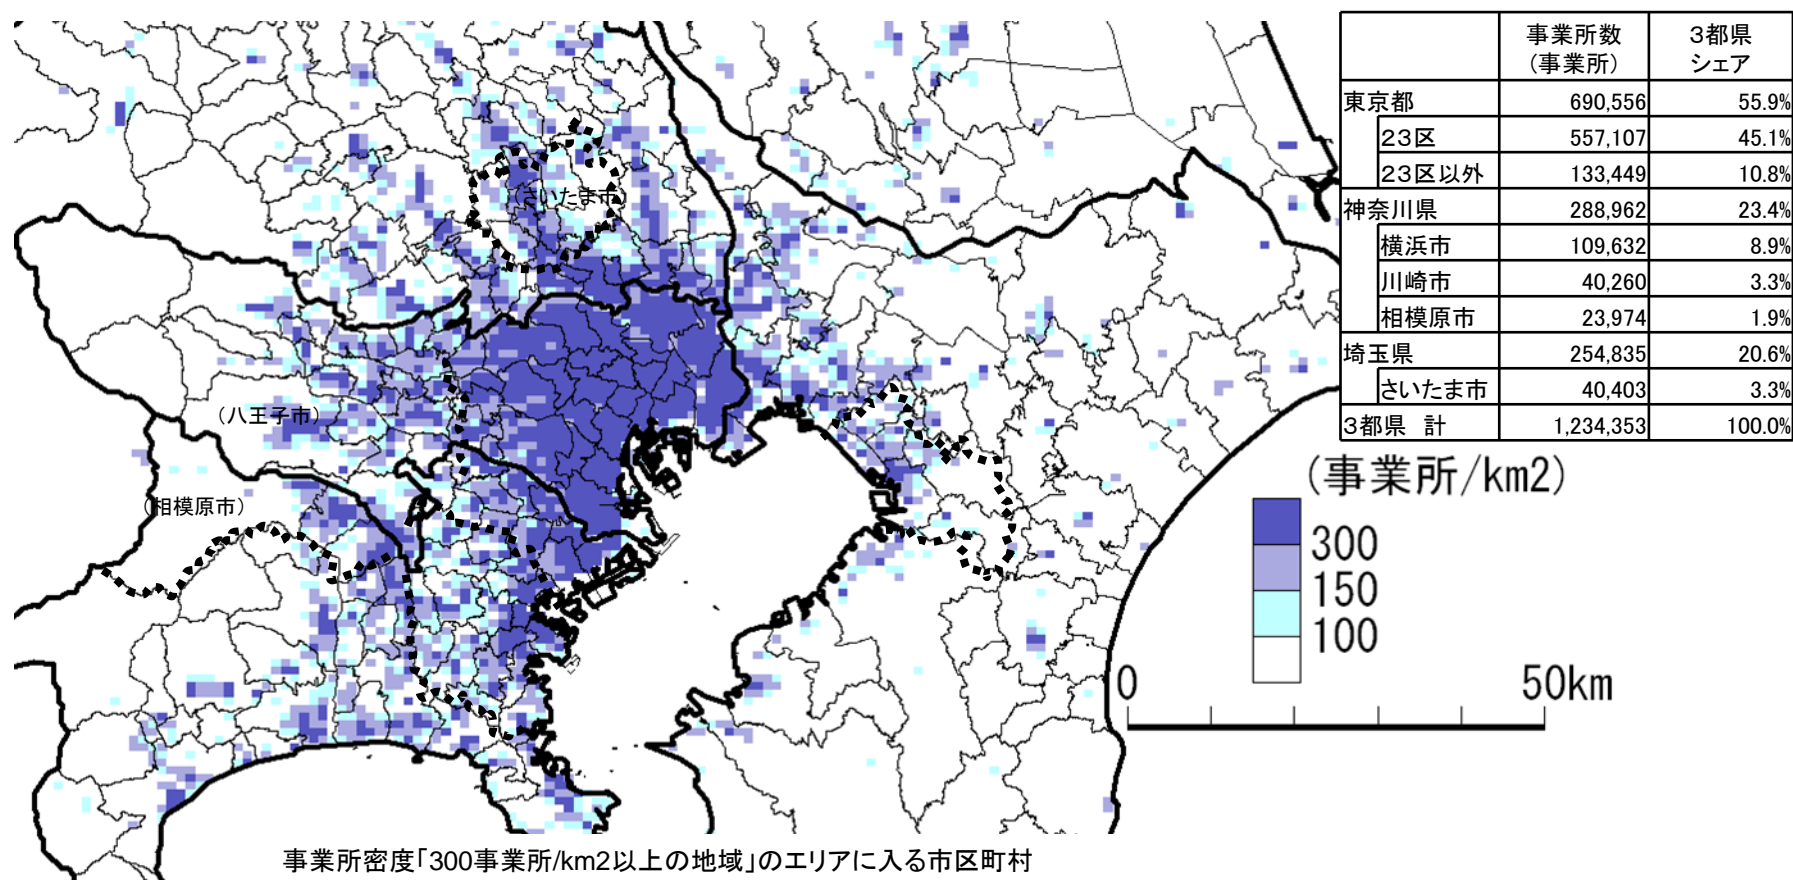 事業所数 3都県
(事業所) シェア
東京都 690,556 55.9%
23区 557,107 45.1%
23区以外 133,449 10.8%
神奈川県 288,962 23.4%
横浜市 109,632 8.9%
川崎市 40,260 3.3%
相模原市 23,974 1.9%
埼玉県 254,835 20.6%
さいたま市 40,403 3.3%
3都県 計 1,234,353 100.0%
(さいたま市)
(八王子市)
(相模原市)
(事業所/km2)
300
150
100
0 50km
事業所密度「300事業所/km2以上の地域」のエリアに入る市区町村